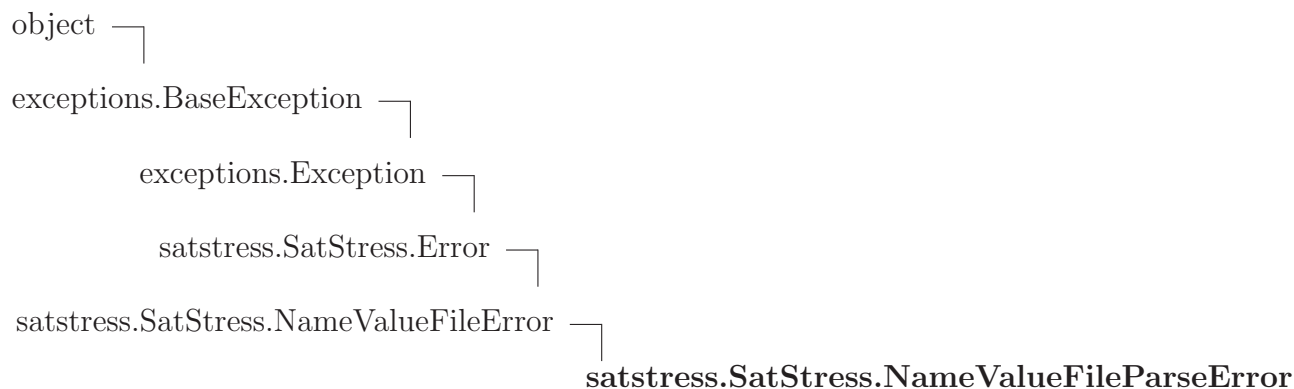 object
exceptions.BaseException
exceptions.Exception
satstress.SatStress.Error
satstress.SatStress.NameValueFileError
satstress.SatStress.NameValueFileParseError